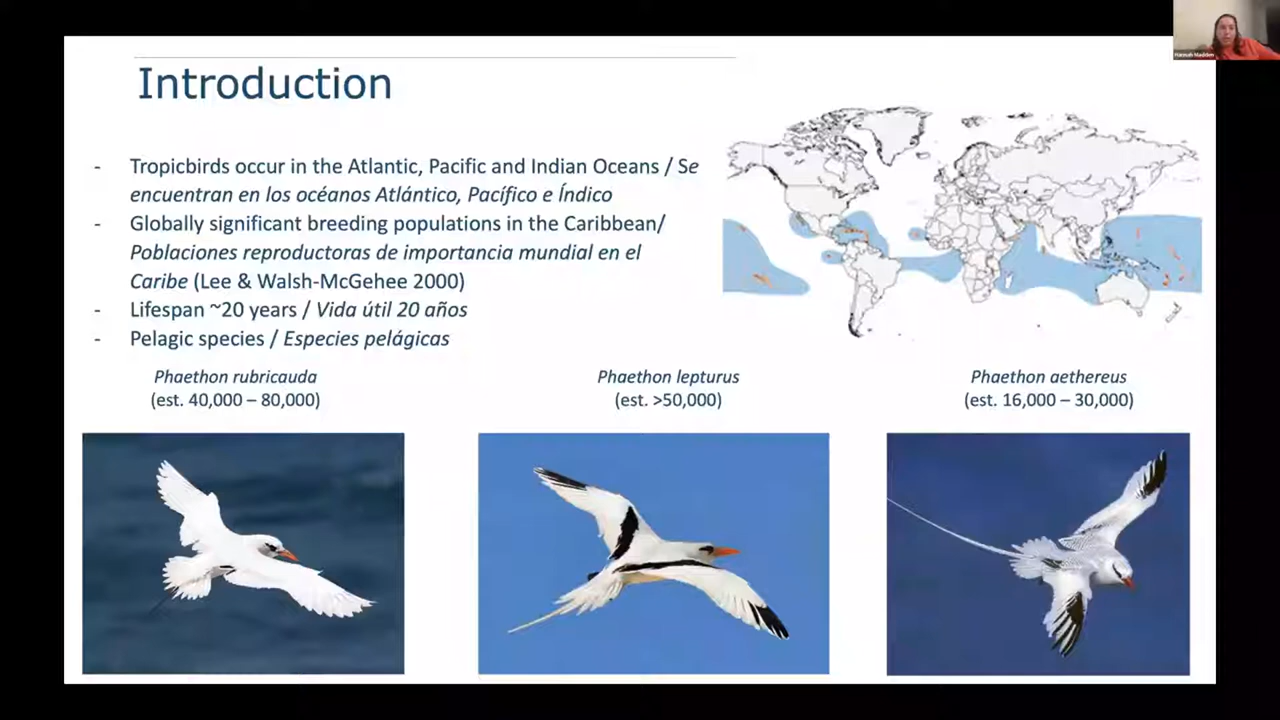 Introduction
- Tropicbirds occur in the Atlantic, Pacific and Indian Oceans / Se
encuentran en los océanos Atlántico, Pacífico e Índico
- Globally significant breeding populations in the Caribbean/
Poblaciones reproductoras de importancia mundial en el
Caribe (Lee & Walsh-McGehee 2000)
- Lifespan ~20 years / Vida útil 20 años
- Pelagic species / Especies pelágicas
Phaethon rubricauda
(est. 40,000 – 80,000)
Phaethon lepturus
(est. >50,000)
Phaethon aethereus
(est. 16,000 – 30,000)
Hannah Madden